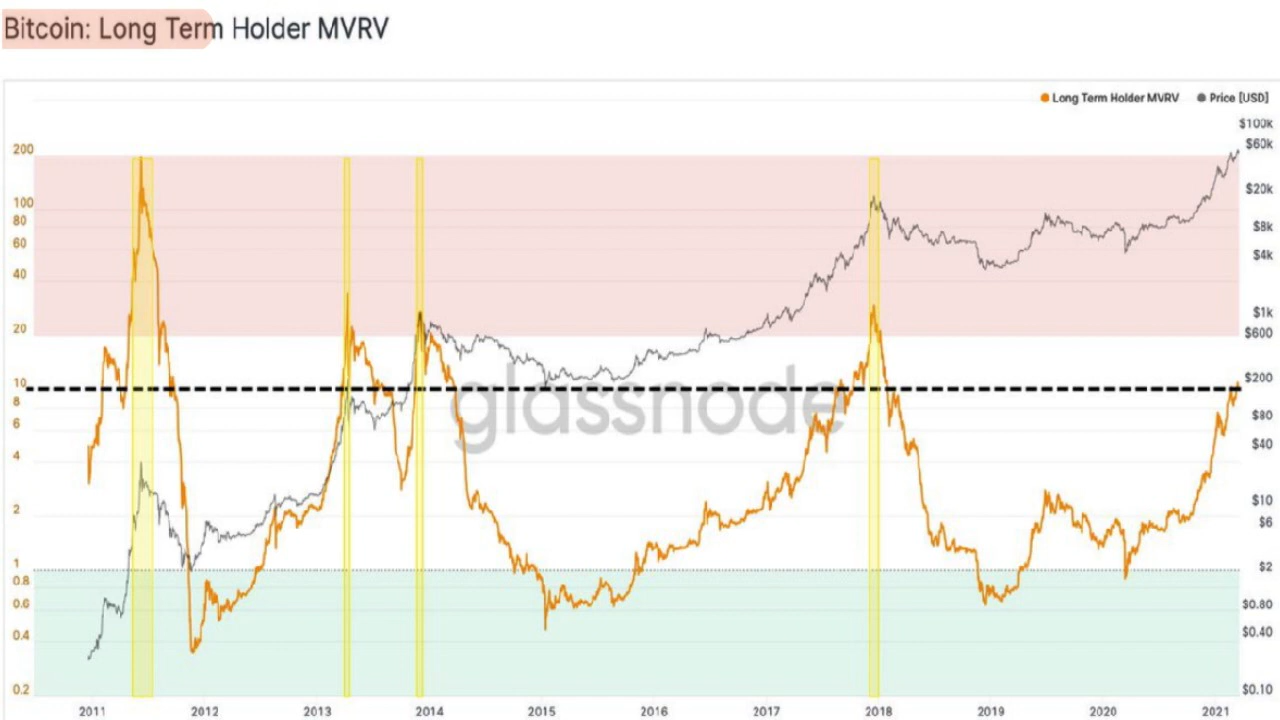 Bitcoin: Long Term Holder MVRV
Long Term Holder MVRV Price [USD]
$100k
200 $60k
100 $20k
80 $8k
60 $4k
40 $1k
20 $600
10 $200
8 $80
6 $40
4 $10
2 $6
1 $2
0.8 $0.80
0.6 $0.40
0.4
0.2 $0.10
glassnode
2011 2012 2013 2014 2015 2016 2017 2018 2019 2020 2021